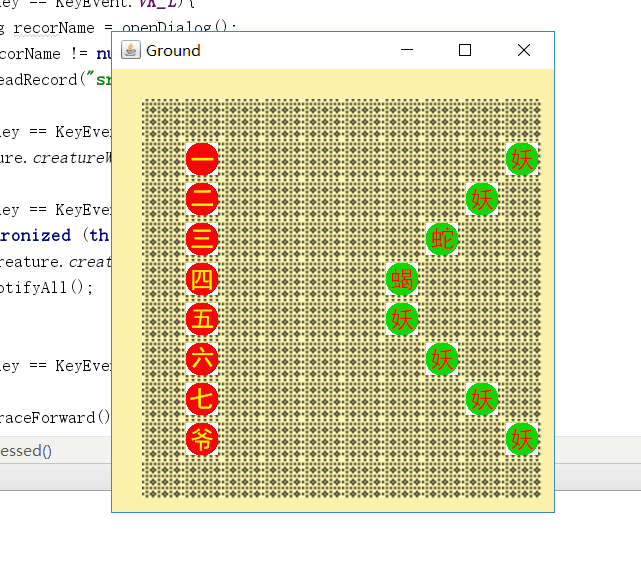 ey == KeyEvent.VK_L){
g recorName = openDialog();
corName != nu
eadRecord("sr
Ground
ey == KeyEve
ure.creatureW
ey == KeyEve
ronized (th
reature.creat
otifyAll();
ey == KeyEve
raceForward()
essed()
一
妖
二
妖
三
蛇
四
蝎
五
妖
六
妖
七
妖
爷
妖